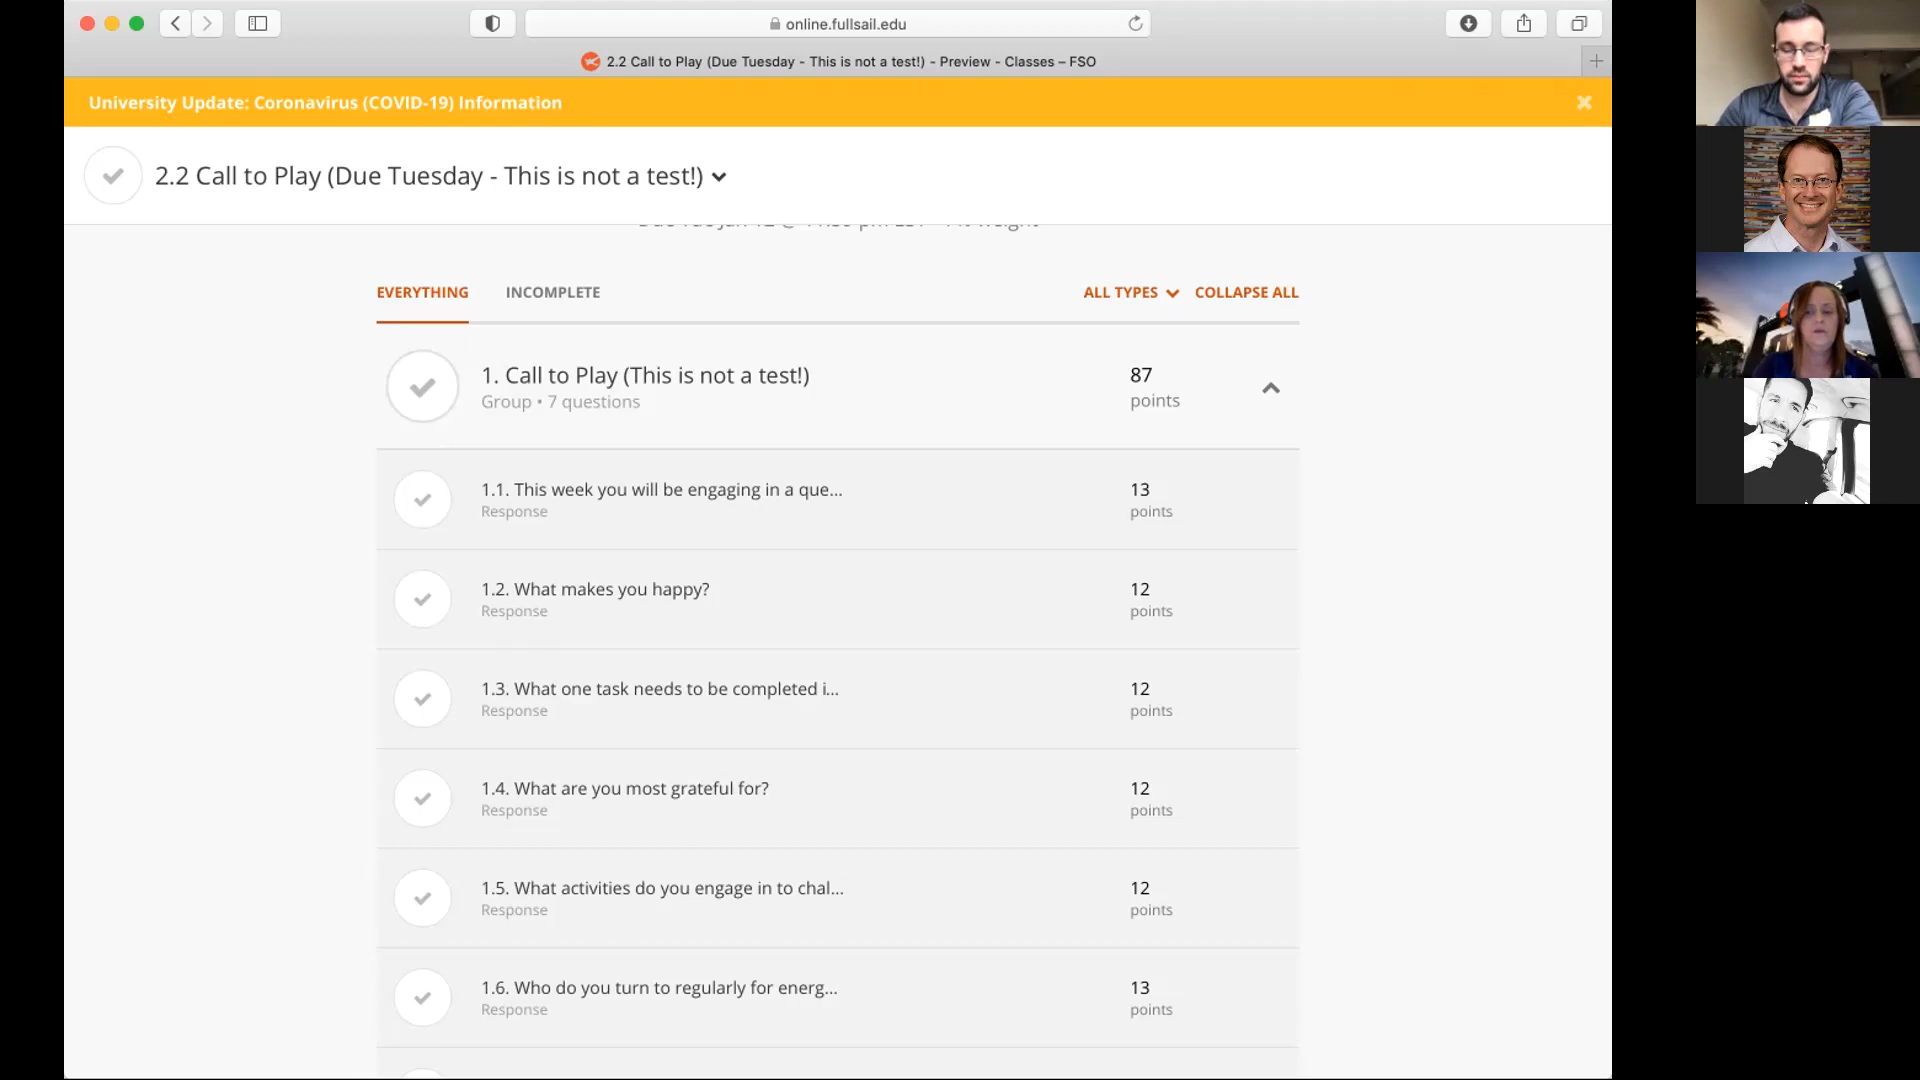 online.fullsail.edu
2.2 Call to Play (Due Tuesday - This is not a test!) - Preview - Classes – FSO
University Update: Coronavirus (COVID-19) Information
2.2 Call to Play (Due Tuesday - This is not a test!)
EVERYTHING
INCOMPLETE
ALL TYPES
COLLAPSE ALL
1. Call to Play (This is not a test!)
Group • 7 questions
87
points
1.1. This week you will be engaging in a que...
Response
13
points
1.2. What makes you happy?
Response
12
points
1.3. What one task needs to be completed i...
Response
12
points
1.4. What are you most grateful for?
Response
12
points
1.5. What activities do you engage in to chal...
Response
12
points
1.6. Who do you turn to regularly for energ...
Response
13
points